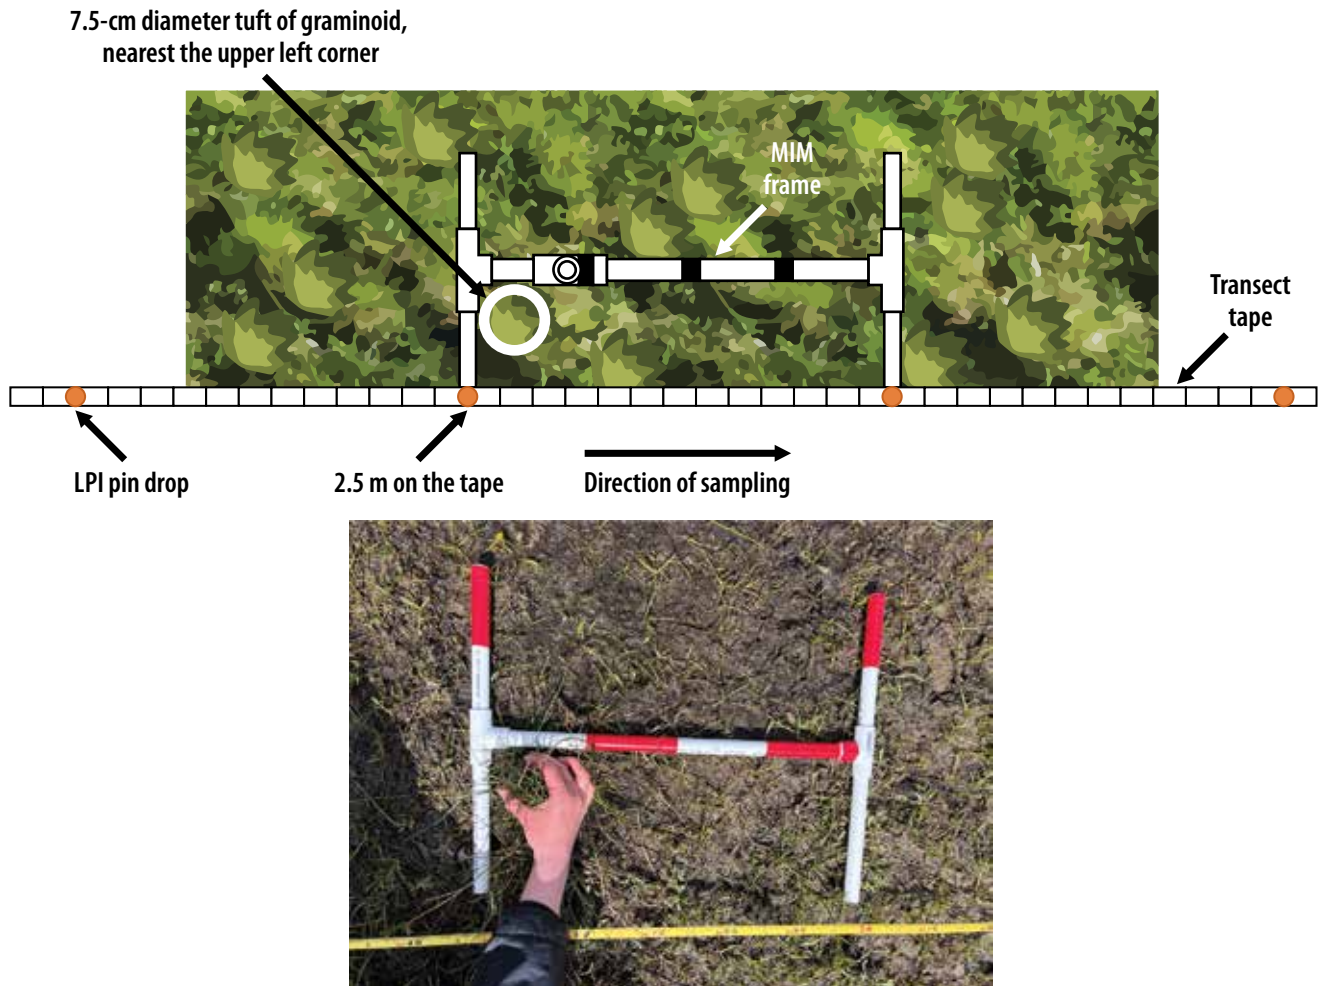 7.5-cm diameter tuft of graminoid,
nearest the upper left corner
MIM
frame
Transect
tape
LPI pin drop
2.5 m on the tape
Direction of sampling